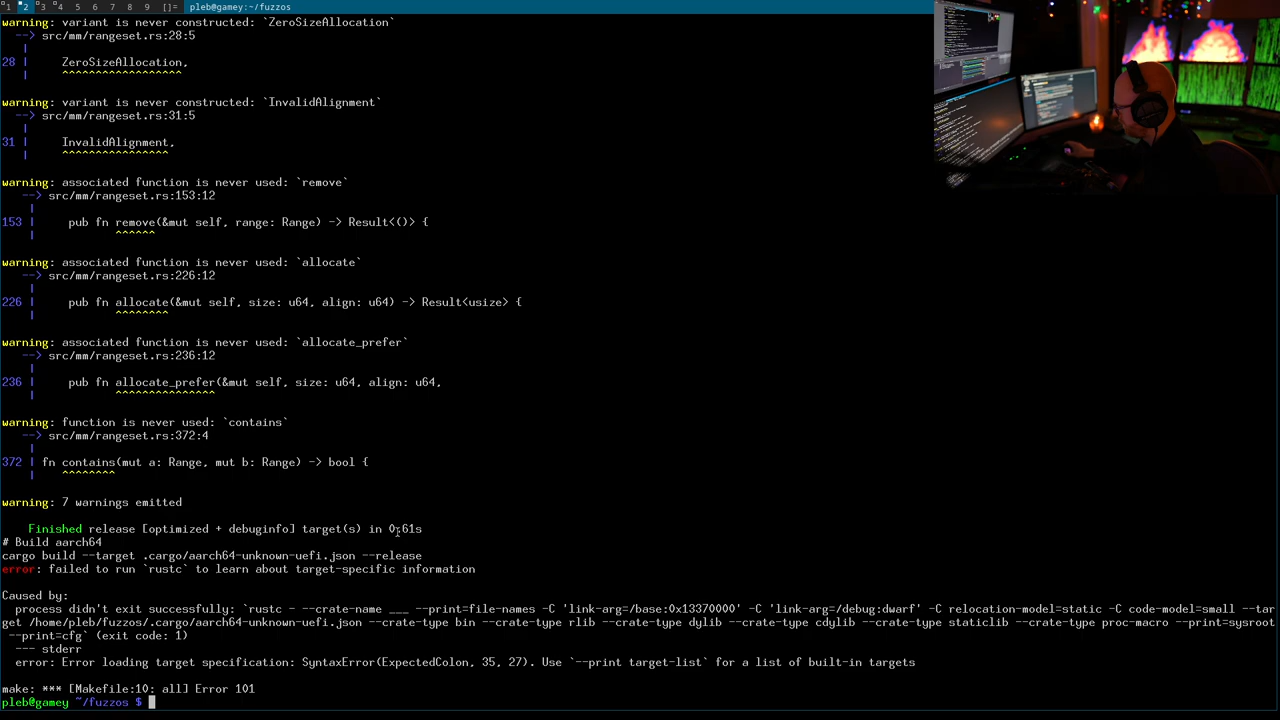 1 2 3 4 5 6 7 8 9 []= pleb@gamey:~/fuzzos
warning: variant is never constructed: `ZeroSizeAllocation`
--> src/mm/rangeset.rs:28:5
|
28 | ZeroSizeAllocation,
| ^^^^^^^^^^^^^^^^^^
warning: variant is never constructed: `InvalidAlignment`
--> src/mm/rangeset.rs:31:5
|
31 | InvalidAlignment,
| ^^^^^^^^^^^^^^^^
warning: associated function is never used: `remove`
--> src/mm/rangeset.rs:153:12
|
153 | pub fn remove(&mut self, range: Range) -> Result<()> {
| ^^^^^^
warning: associated function is never used: `allocate`
--> src/mm/rangeset.rs:226:12
|
226 | pub fn allocate(&mut self, size: u64, align: u64) -> Result<usize> {
| ^^^^^^^^
warning: associated function is never used: `allocate_prefer`
--> src/mm/rangeset.rs:236:12
|
236 | pub fn allocate_prefer(&mut self, size: u64, align: u64,
| ^^^^^^^^^^^^^^^
warning: function is never used: `contains`
--> src/mm/rangeset.rs:372:4
|
372 | fn contains(mut a: Range, mut b: Range) -> bool {
| ^^^^^^^^
warning: 7 warnings emitted
Finished release [optimized + debuginfo] target(s) in 0.61s
# Build aarch64
cargo build --target .cargo/aarch64-unknown-uefi.json --release
error: failed to run `rustc` to learn about target-specific information
Caused by:
process didn't exit successfully: `rustc - --crate-name ___ --print=file-names -C 'link-arg=/base:0x13370000' -C 'link-arg=/debug:dwarf' -C relocation-model=static -C code-model=small --tar
get /home/pleb/fuzzos/.cargo/aarch64-unknown-uefi.json --crate-type bin --crate-type rlib --crate-type dylib --crate-type cdylib --crate-type staticlib --crate-type proc-macro --print=sysroot
--print=cfg` (exit code: 1)
--- stderr
error: Error loading target specification: SyntaxError(ExpectedColon, 35, 27). Use `--print target-list` for a list of built-in targets
make: *** [Makefile:10: all] Error 101
pleb@gamey ~/fuzzos $